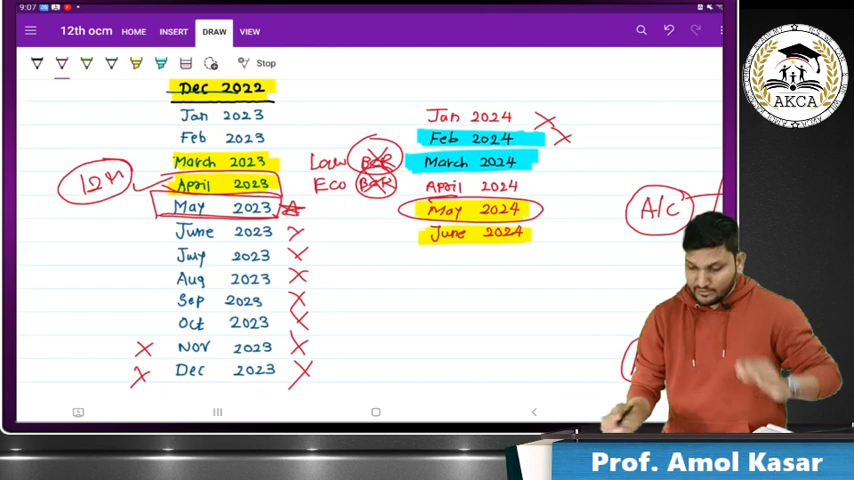 9:07
12th ocm HOME INSERT DRAW VIEW
Stop
Dec 2022
Jan 2023
Feb 2023
March 2023
April 2023
May 2023
June 2023
July 2023
Aug 2023
Sep 2023
Oct 2023
Nov 2023
Dec 2023
12th
Law BCR
Eco BCR
Jan 2024
Feb 2024
March 2024
April 2024
May 2024
June 2024
A/C
AKCA
Prof. Amol Kasar